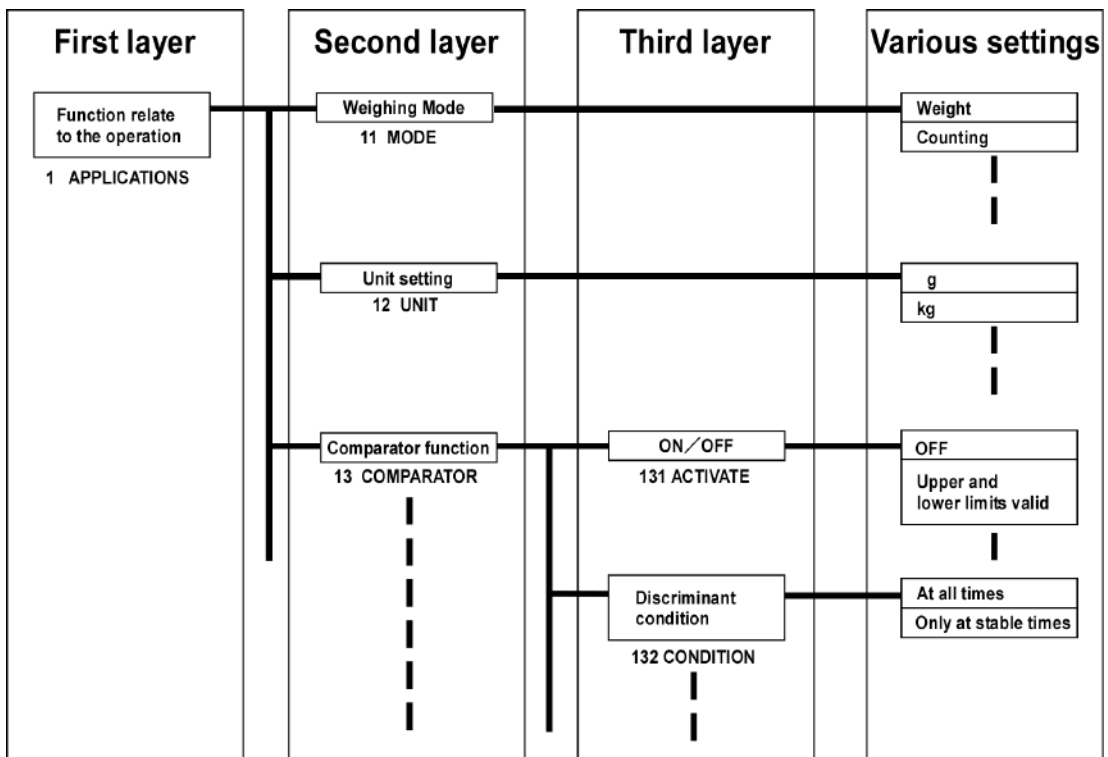 First layer
Second layer
Third layer
Various settings
Function relate
to the operation
1 APPLICATIONS
Weighing Mode
11 MODE
Weight
Counting
Unit setting
12 UNIT
g
kg
Comparator function
13 COMPARATOR
ON／OFF
131 ACTIVATE
OFF
Upper and
lower limits valid
Discriminant
condition
132 CONDITION
At all times
Only at stable times